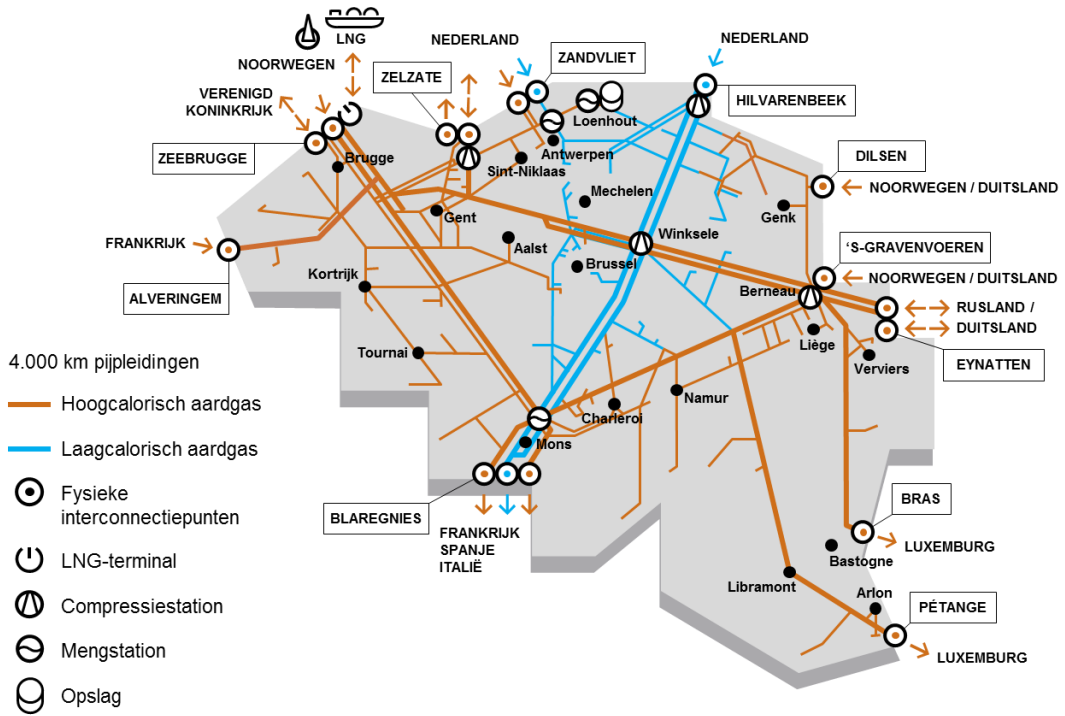 LNG
NOORWEGEN
VERENIGD
KONINKRIJK
ZELZATE
NEDERLAND
ZANDVLIET
NEDERLAND
HILVARENBEEK
ZEEBRUGGE
Brugge
Loenhout
Antwerpen
Sint-Niklaas
DILSEN
NOORWEGEN / DUITSLAND
Mechelen
Genk
Gent
FRANKRIJK
Aalst
Winksele
Brussel
'S-GRAVENVOEREN
NOORWEGEN / DUITSLAND
ALVERINGEM
Kortrijk
Berneau
RUSLAND /
DUITSLAND
Liège
Verviers
EYNATTEN
Tournai
Namur
Charleroi
Mons
4.000 km pijpleidingen
Hoogcalorisch aardgas
Laagcalorisch aardgas
Fysieke
interconnectiepunten
LNG-terminal
Compressiestation
Mengstation
Opslag
BLAREGNIES
FRANKRIJK
SPANJE
ITALIË
BRAS
LUXEMBURG
Bastogne
Libramont
Arlon
PÉTANGE
LUXEMBURG